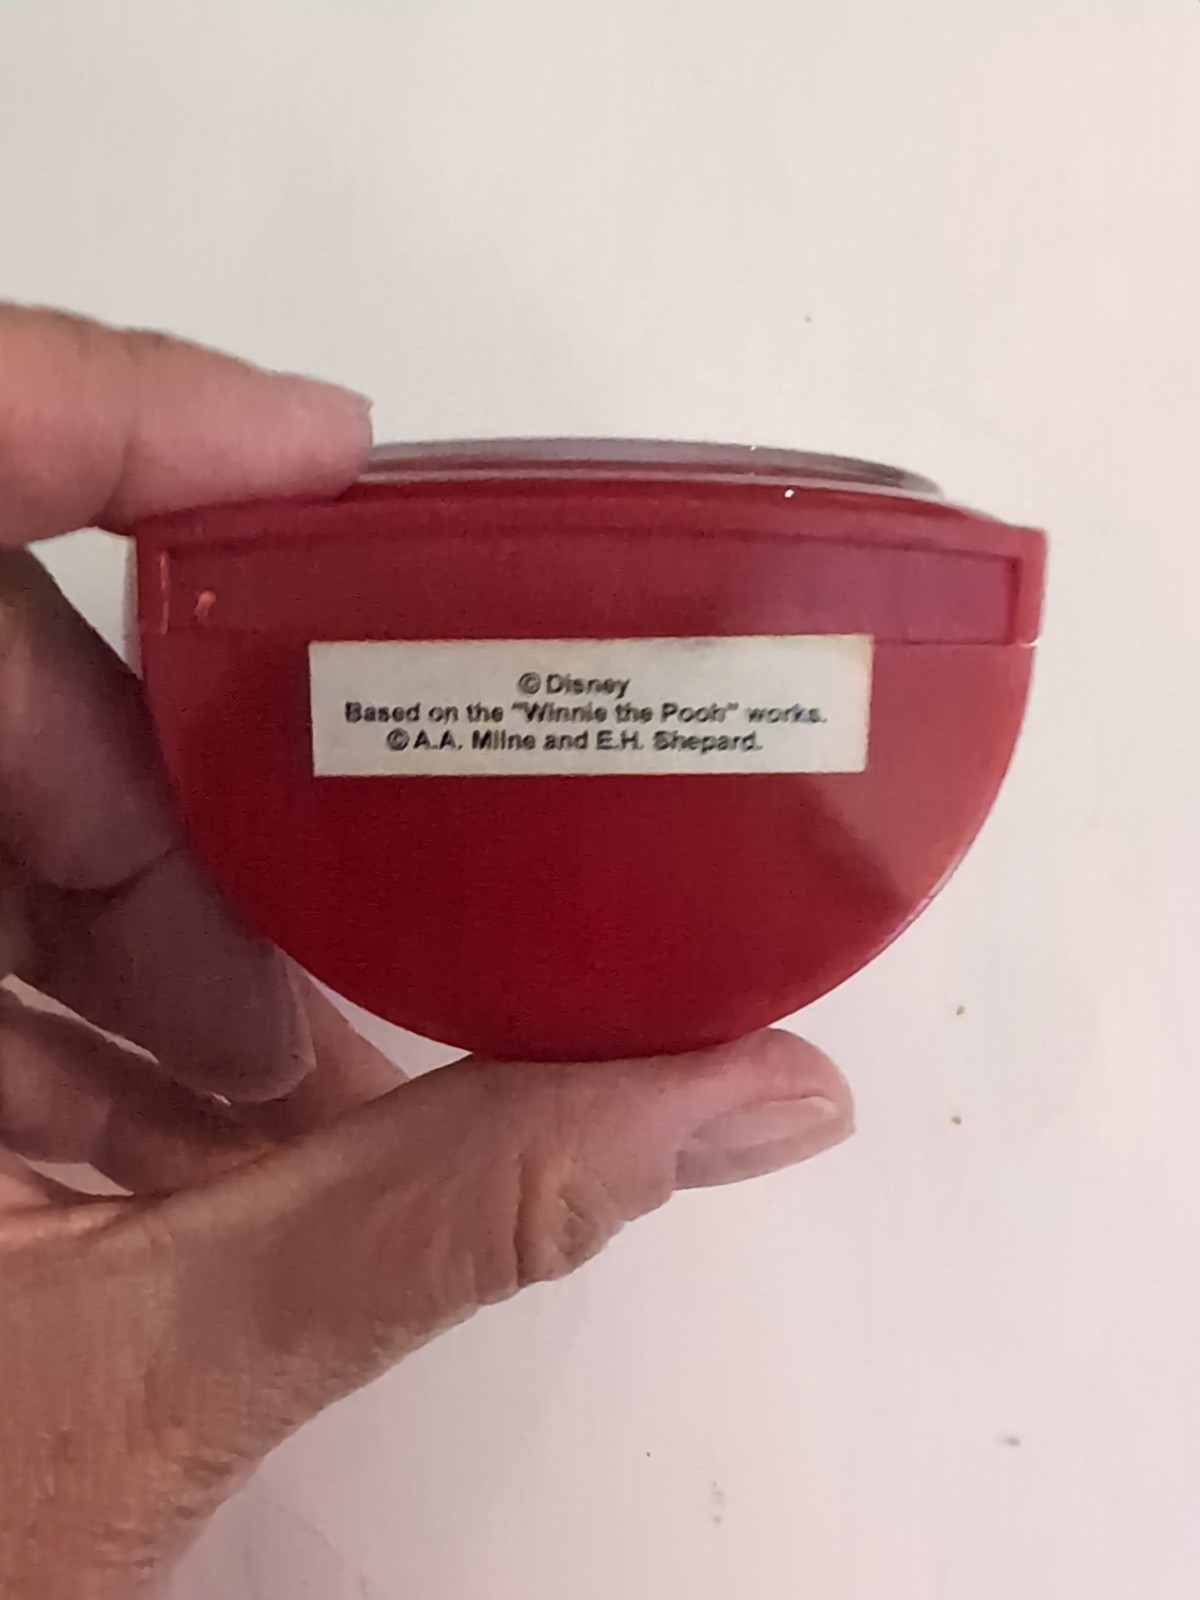 © Disney
Based on the "Winnie the Pooh" works.
© A.A. Milne and E.H. Shepard.